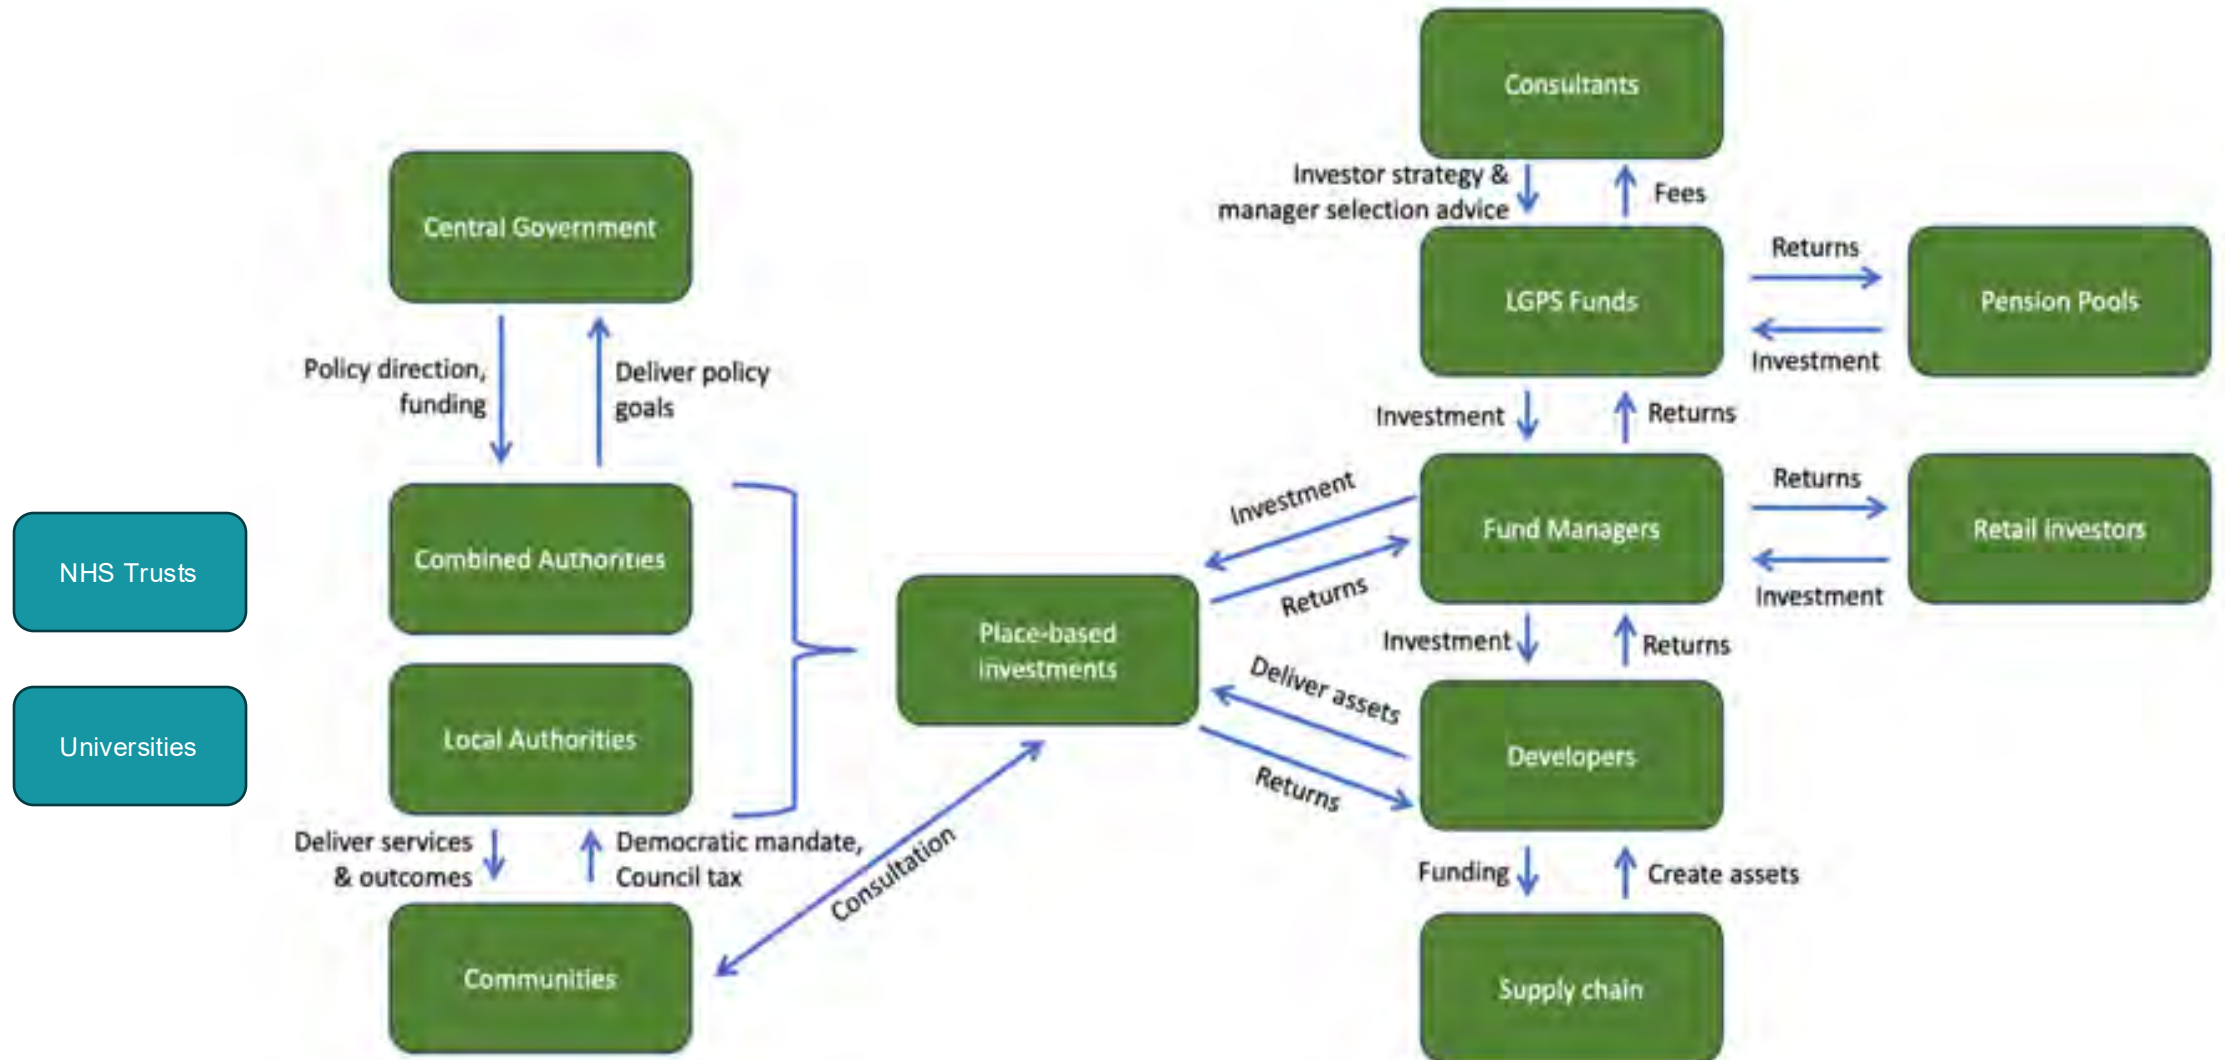 Consultants
Investor strategy &
manager selection advice
Fees
Central Government
LGPS Funds
Returns
Investment
Pension Pools
Policy direction,
funding
Deliver policy
goals
Investment
Returns
NHS Trusts
Combined Authorities
Investment
Returns
Fund Managers
Returns
Investment
Retail investors
Place-based
investments
Investment
Returns
Universities
Local Authorities
Deliver assets
Returns
Developers
Deliver services
& outcomes
Democratic mandate,
Council tax
Consultation
Funding
Create assets
Communities
Supply chain